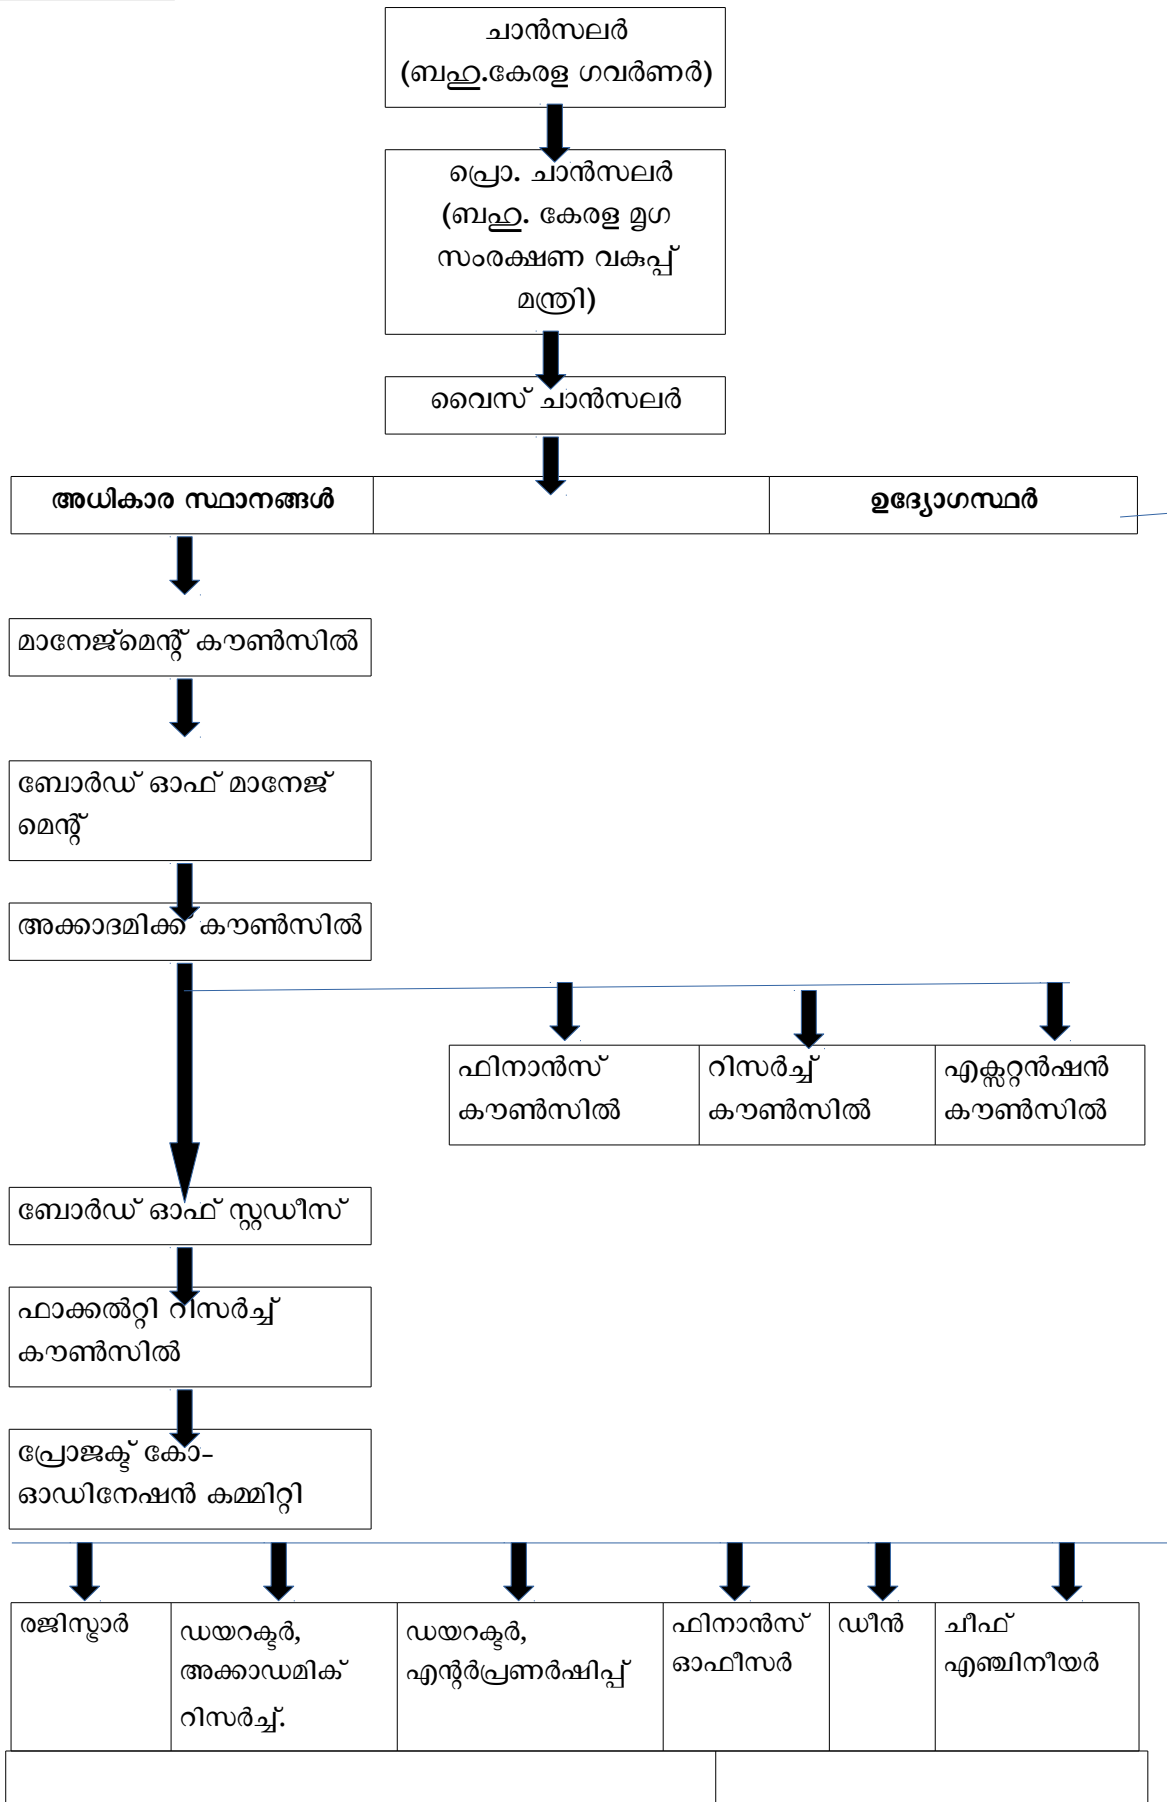 ചാൻസലർ
(ബഹു.കേരള ഗവർണർ)
പ്രൊ. ചാൻസലർ
(ബഹു. കേരള മൃഗ
സംരക്ഷണ വകുപ്പ്
മന്ത്രി)
വൈസ് ചാൻസലർ
അധികാര സ്ഥാനങ്ങൾ
ഉദ്യോഗസ്ഥർ
മാനേജ്മെന്റ് കൗൺസിൽ
ബോർഡ് ഓഫ് മാനേജ്
മെന്റ്
അക്കാദമിക്ക് കൗൺസിൽ
ഫിനാൻസ്
കൗൺസിൽ
റിസർച്ച്
കൗൺസിൽ
എക്സറ്റൻഷൻ
കൗൺസിൽ
ബോർഡ് ഓഫ് സ്റ്റഡീസ്
ഫാക്കൽറ്റി റിസർച്ച്
കൗൺസിൽ
പ്രോജക്ട് കോ-
ഓഡിനേഷൻ കമ്മിറ്റി
രജിസ്ട്രാർ
ഡയറക്ടർ,
അക്കാഡമിക്
റിസർച്ച്.
ഡയറക്ടർ,
എന്റർപ്രണർഷിപ്പ്
ഫിനാൻസ്
ഓഫീസർ
ഡീൻ
ചീഫ്
എഞ്ചിനീയർ